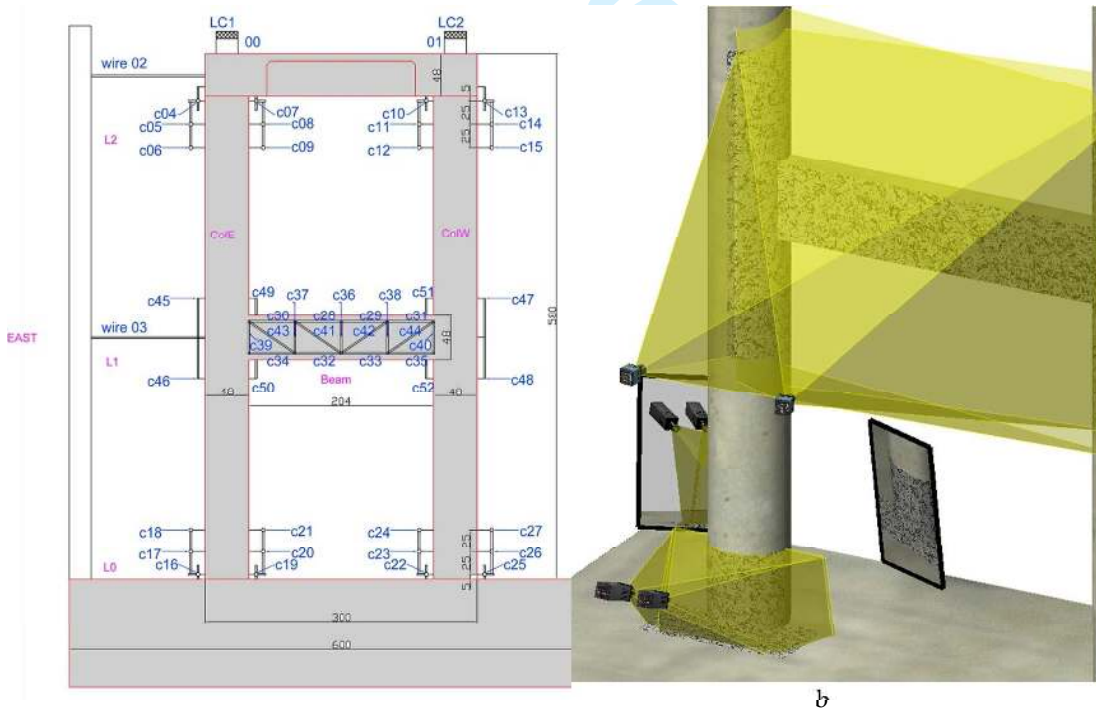 LC1 LC2
00 01
wire 02
48
5
c04 c07 c10 c13
25
c05 c08 c11 c14
L2 25
c06 c09 c12 c15
ColE ColW
580
c45 c49 c37 c36 c38 c51 c47
c30 c28 c29 c31
EAST wire 03 c43 c41 c42 c44 48
c39 c40
L1 c34 c32 c33 c35
c46 c50 Beam c52 c48
204
c18 c21 c24 c27
25
c17 c20 c23 c26
L0 c16 c19 c22 25 c25
5
300
600
b